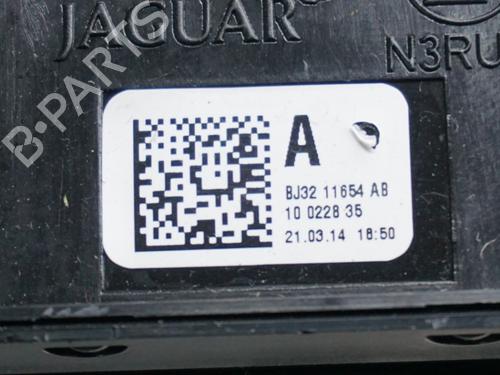 JAGUAR
N3RU
B-PARTS
A
BJ32 11654 AB
10 0228 35
21.03.14 18:50